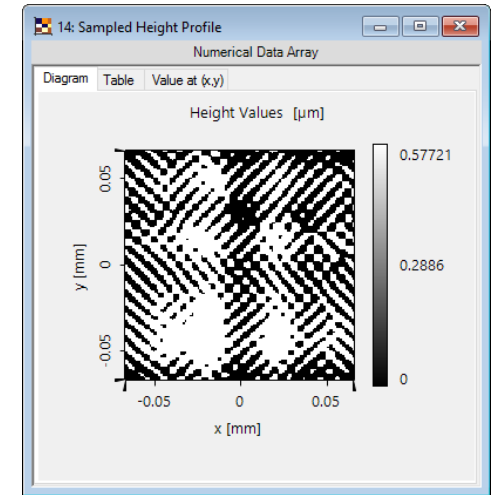 14: Sampled Height Profile
Numerical Data Array
Diagram Table Value at (x,y)
Height Values [µm]
0.57721
0.2886
0
y [mm]
0.05
0
-0.05
-0.05 0 0.05
x [mm]